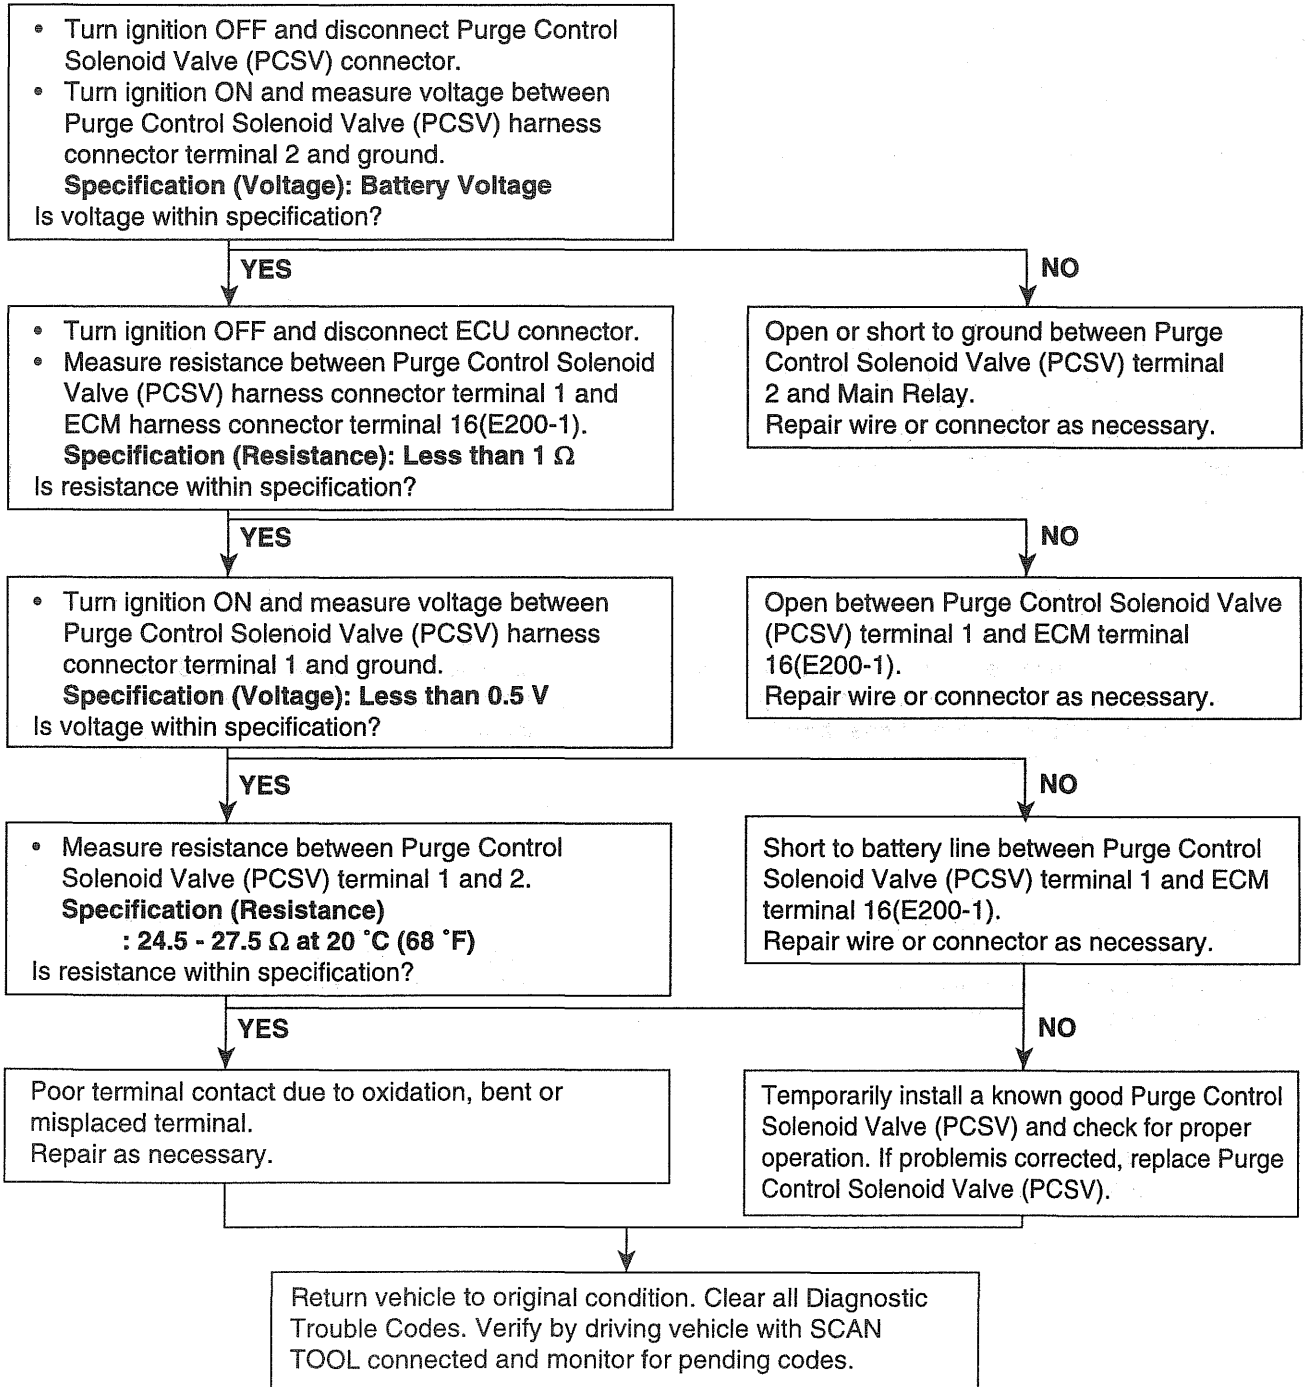 • Turn ignition OFF and disconnect Purge Control
Solenoid Valve (PCSV) connector.
• Turn ignition ON and measure voltage between
Purge Control Solenoid Valve (PCSV) harness
connector terminal 2 and ground.
Specification (Voltage): Battery Voltage
Is voltage within specification?
YES
NO
• Turn ignition OFF and disconnect ECU connector.
• Measure resistance between Purge Control Solenoid
Valve (PCSV) harness connector terminal 1 and
ECM harness connector terminal 16(E200-1).
Specification (Resistance): Less than 1 Ω
Is resistance within specification?
Open or short to ground between Purge
Control Solenoid Valve (PCSV) terminal
2 and Main Relay.
Repair wire or connector as necessary.
YES
NO
• Turn ignition ON and measure voltage between
Purge Control Solenoid Valve (PCSV) harness
connector terminal 1 and ground.
Specification (Voltage): Less than 0.5 V
Is voltage within specification?
Open between Purge Control Solenoid Valve
(PCSV) terminal 1 and ECM terminal
16(E200-1).
Repair wire or connector as necessary.
YES
NO
• Measure resistance between Purge Control
Solenoid Valve (PCSV) terminal 1 and 2.
Specification (Resistance)
: 24.5 - 27.5 Ω at 20 °C (68 °F)
Is resistance within specification?
Short to battery line between Purge Control
Solenoid Valve (PCSV) terminal 1 and ECM
terminal 16(E200-1).
Repair wire or connector as necessary.
YES
NO
Poor terminal contact due to oxidation, bent or
misplaced terminal.
Repair as necessary.
Temporarily install a known good Purge Control
Solenoid Valve (PCSV) and check for proper
operation. If problemis corrected, replace Purge
Control Solenoid Valve (PCSV).
Return vehicle to original condition. Clear all Diagnostic
Trouble Codes. Verify by driving vehicle with SCAN
TOOL connected and monitor for pending codes.